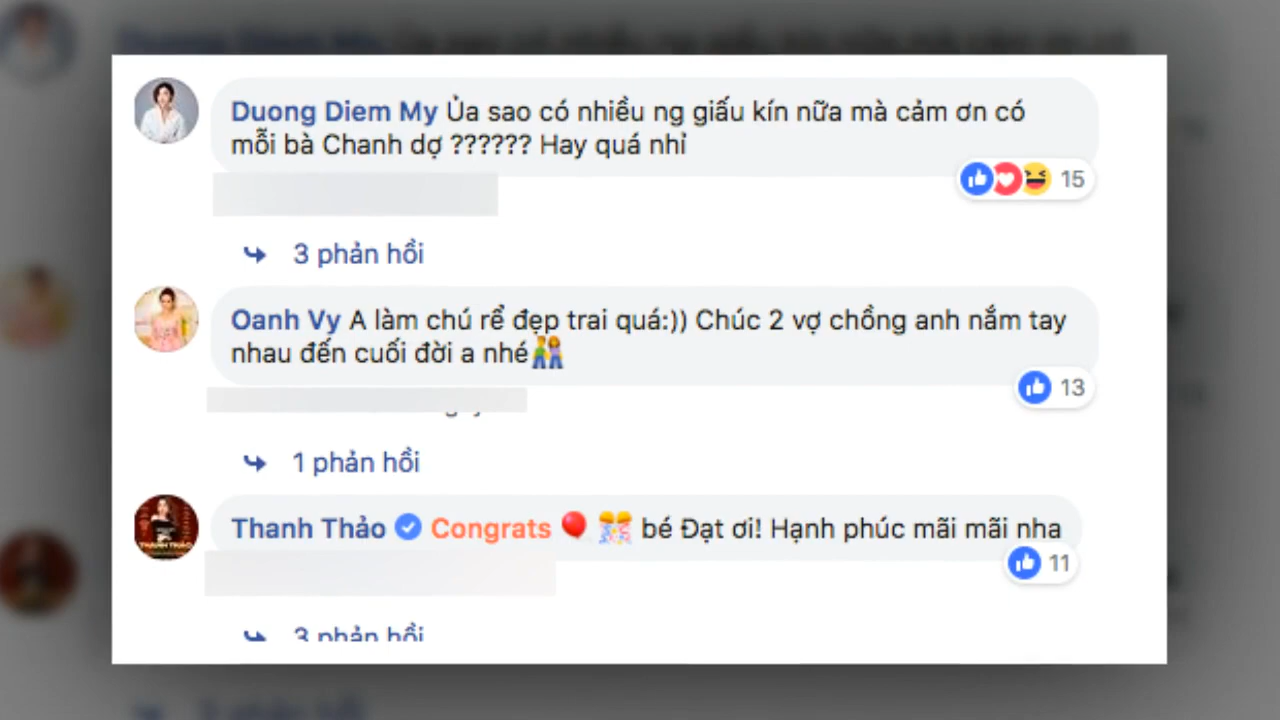 Duong Diem My Ủa sao có nhiều ng giấu kín nữa mà cảm ơn có
mỗi bà Chanh dợ ?????? Hay quá nhỉ
15
3 phản hồi
Oanh Vy A làm chú rể đẹp trai quá:)) Chúc 2 vợ chồng anh nắm tay
nhau đến cuối đời a nhé
13
1 phản hồi
Thanh Thảo Congrats bé Đạt ơi! Hạnh phúc mãi mãi nha
11
3 phản hồi
THANH THẢO